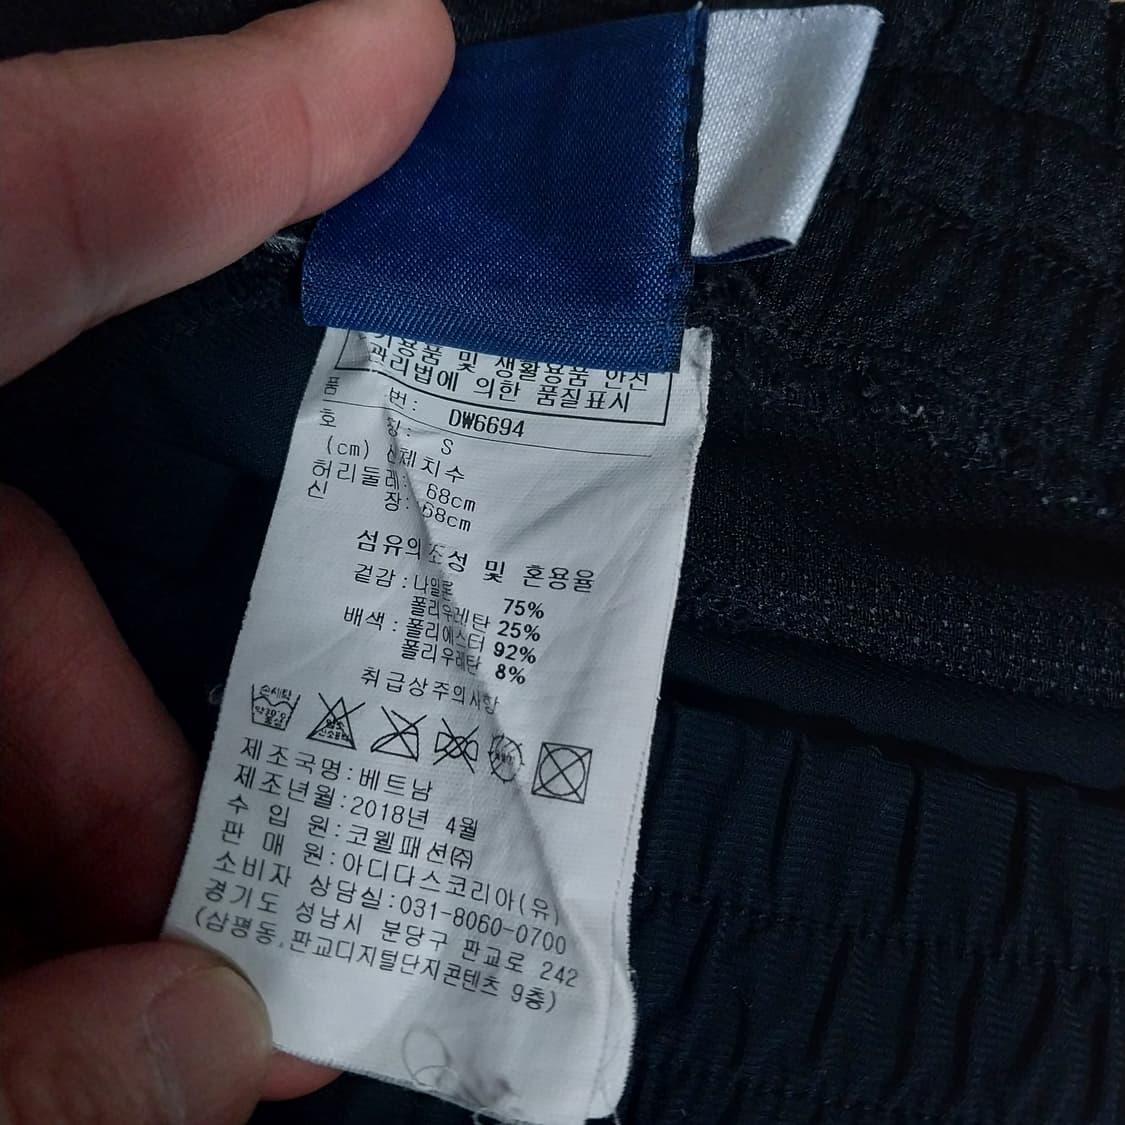 기용품 및 생활용품 안전
관리법에 의한 품질표시
품 번: DW6694
호 칭: S
(cm) 신체치수
허리둘레: 68cm
신 장: 68cm
섬유의 조성 및 혼용율
겉감 : 나일론 75%
폴리우레탄 25%
배색 : 폴리에스터 92%
폴리우레탄 8%
취급상주의사항
손세탁
제조국명:베트남
제조년월:2018년 4월
수 입 원:코웰패션㈜
판 매 원:아디다스코리아(유)
소비자 상담실:031-8060-0700
경기도 성남시 분당구 판교로 242
(삼평동,판교디지털단지콘텐츠 9층)